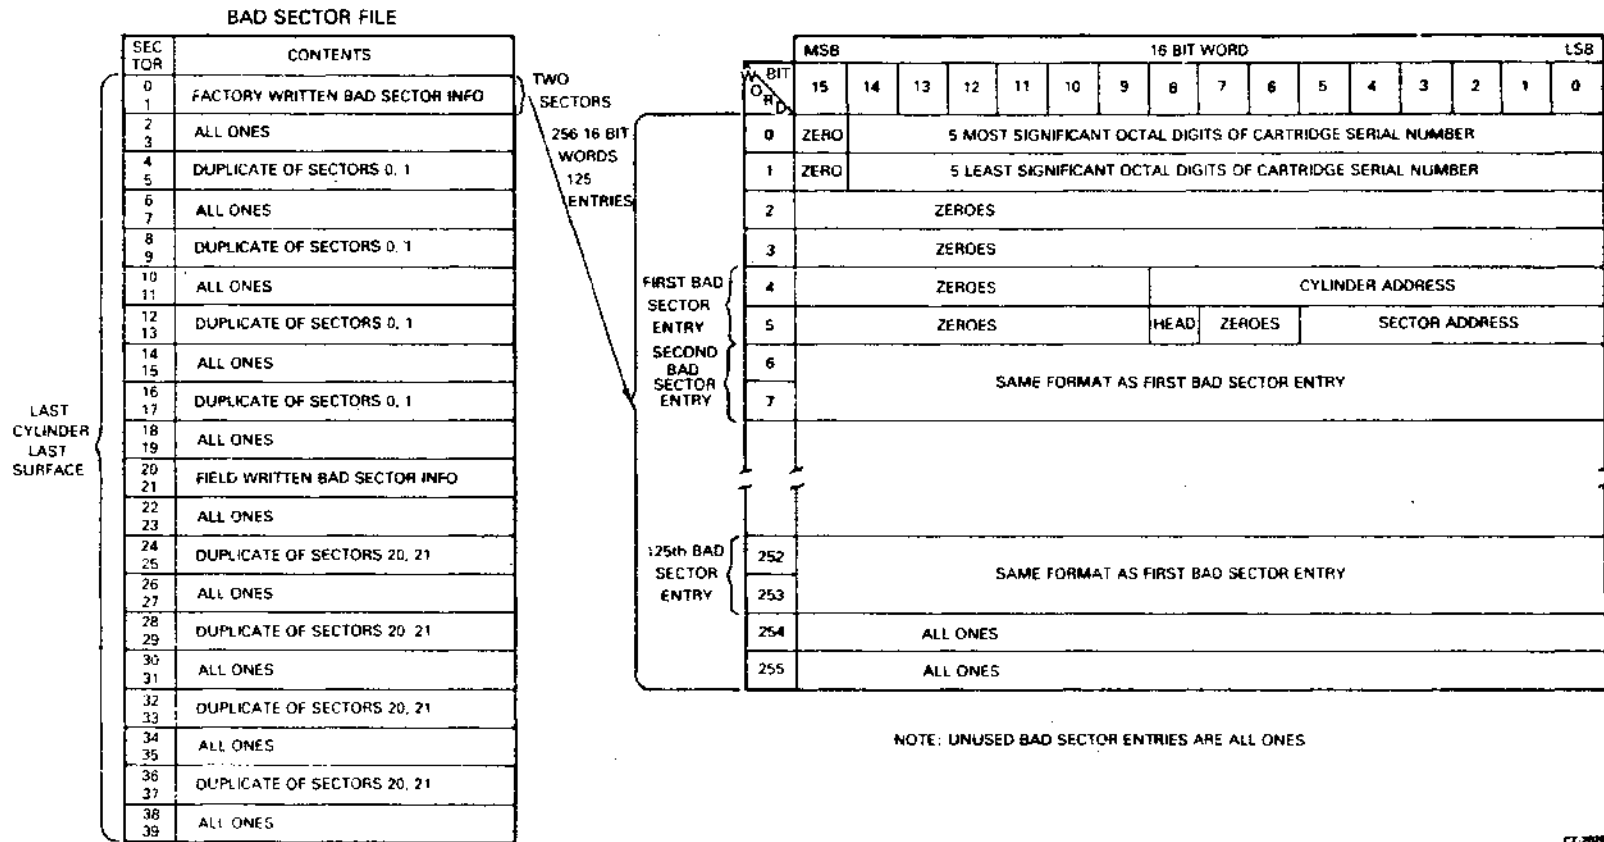 BAD SECTOR FILE
SEC
TOR
CONTENTS
0
1
FACTORY WRITTEN BAD SECTOR INFO
2
3
ALL ONES
4
5
DUPLICATE OF SECTORS 0, 1
6
7
ALL ONES
8
9
DUPLICATE OF SECTORS 0, 1
10
11
ALL ONES
12
13
DUPLICATE OF SECTORS 0, 1
14
15
ALL ONES
16
17
DUPLICATE OF SECTORS 0, 1
18
19
ALL ONES
20
21
FIELD WRITTEN BAD SECTOR INFO
22
23
ALL ONES
24
25
DUPLICATE OF SECTORS 20, 21
26
27
ALL ONES
28
29
DUPLICATE OF SECTORS 20, 21
30
31
ALL ONES
32
33
DUPLICATE OF SECTORS 20, 21
34
35
ALL ONES
36
37
DUPLICATE OF SECTORS 20, 21
38
39
ALL ONES
LAST
CYLINDER
LAST
SURFACE
TWO
SECTORS
256 16 BIT
WORDS
125
ENTRIES
MSB 16 BIT WORD LSB
WORD BIT 15 14 13 12 11 10 9 8 7 6 5 4 3 2 1 0
0 ZERO 5 MOST SIGNIFICANT OCTAL DIGITS OF CARTRIDGE SERIAL NUMBER
1 ZERO 5 LEAST SIGNIFICANT OCTAL DIGITS OF CARTRIDGE SERIAL NUMBER
2 ZEROES
3 ZEROES
FIRST BAD
SECTOR
ENTRY
4 ZEROES CYLINDER ADDRESS
5 ZEROES HEAD ZEROES SECTOR ADDRESS
SECOND
BAD
SECTOR
ENTRY
6
7
SAME FORMAT AS FIRST BAD SECTOR ENTRY
125th BAD
SECTOR
ENTRY
252
253
SAME FORMAT AS FIRST BAD SECTOR ENTRY
254 ALL ONES
255 ALL ONES
NOTE: UNUSED BAD SECTOR ENTRIES ARE ALL ONES